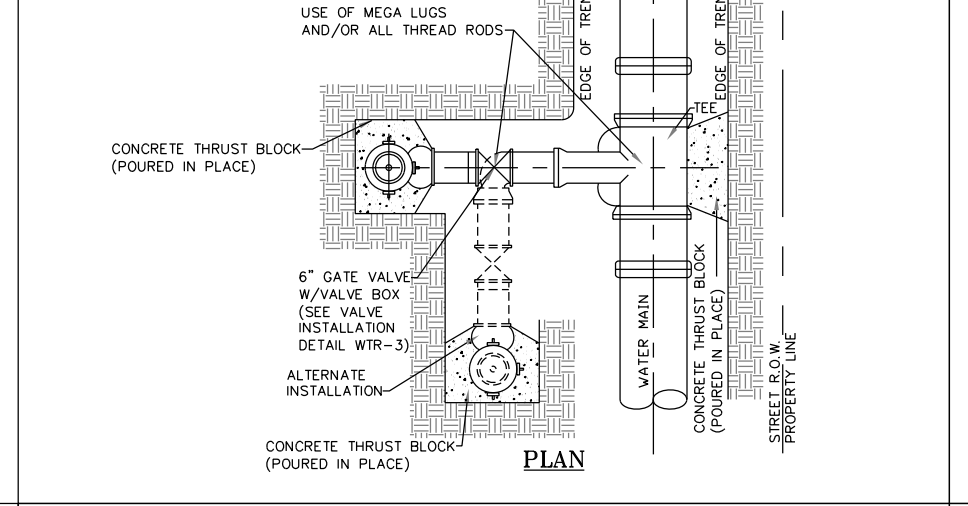 USE OF MEGA LUGS
AND/OR ALL THREAD RODS
EDGE OF
EDGE OF
TEE
CONCRETE THRUST BLOCK
(POURED IN PLACE)
6" GATE VALVE
W/VALVE BOX
(SEE VALVE
INSTALLATION
DETAIL WTR-3)
ALTERNATE
INSTALLATION
CONCRETE THRUST BLOCK
(POURED IN PLACE)
WATER MAIN
CONCRETE THRUST BLOCK
(POURED IN PLACE)
STREET R.O.W.
PROPERTY LINE
PLAN